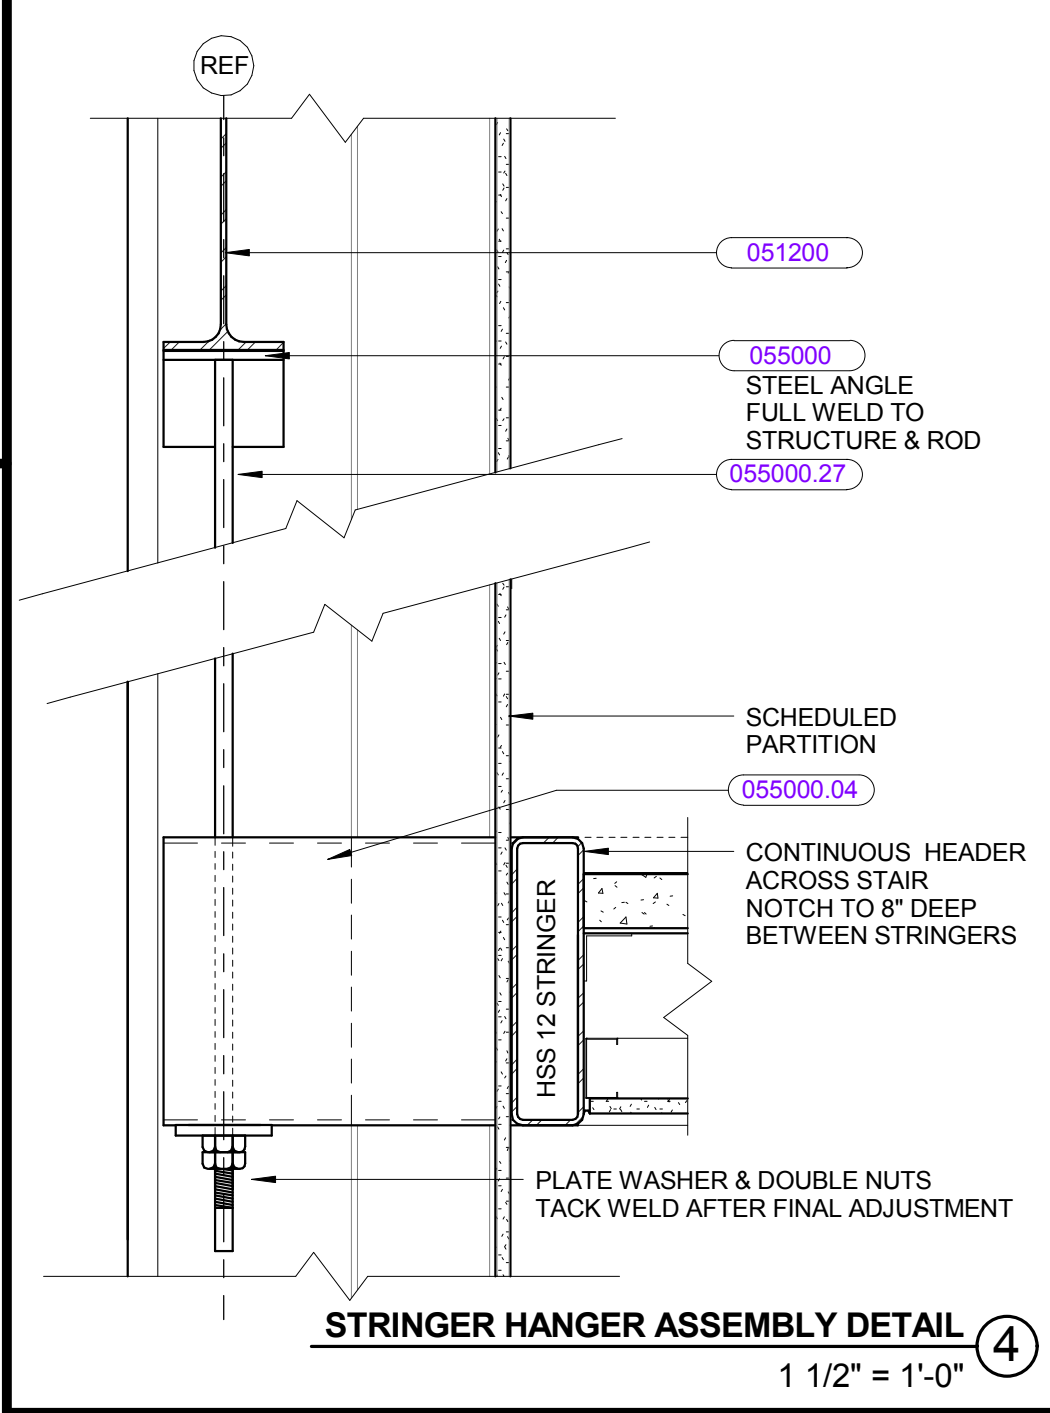 REF
051200
055000
STEEL ANGLE
FULL WELD TO
STRUCTURE & ROD
055000.27
SCHEDULED
PARTITION
055000.04
CONTINUOUS HEADER
ACROSS STAIR
NOTCH TO 8" DEEP
BETWEEN STRINGERS
HSS 12 STRINGER
PLATE WASHER & DOUBLE NUTS
TACK WELD AFTER FINAL ADJUSTMENT
STRINGER HANGER ASSEMBLY DETAIL
4
1 1/2" = 1'-0"